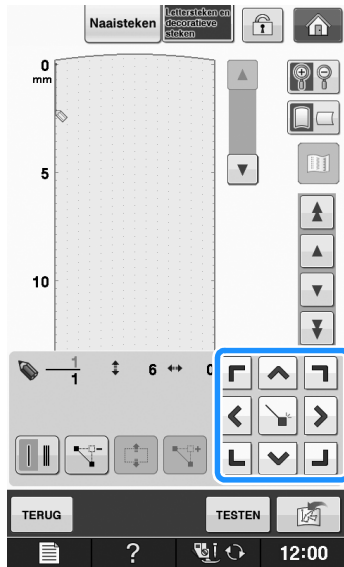 Naaisteken
Lettersteken en
decoratieve
steken
0
mm
5
10
1
1
6
0
TERUG
TESTEN
?
12:00